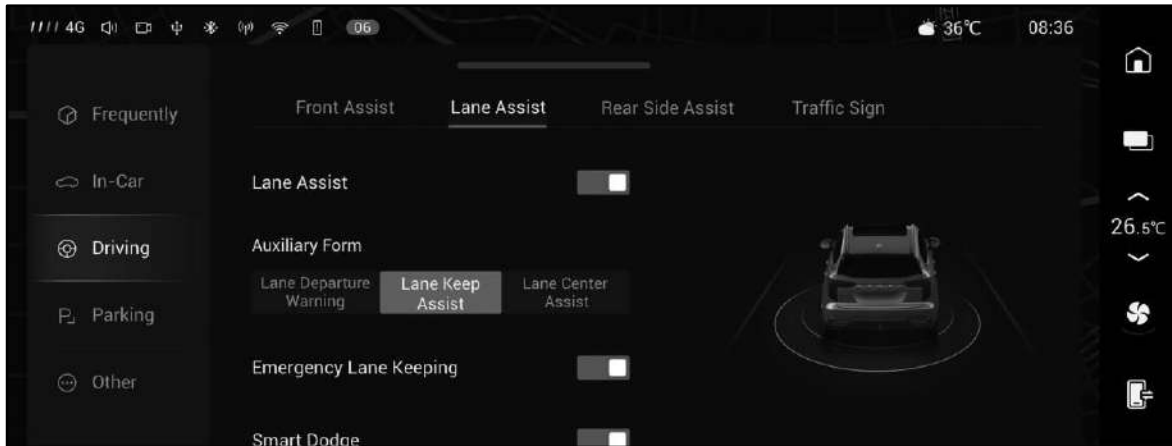 4G 06 36℃ 08:36
Front Assist Lane Assist Rear Side Assist Traffic Sign
Frequently
In-Car
Driving
Parking
Other
Lane Assist
Auxiliary Form
Lane Departure Warning
Lane Keep Assist
Lane Center Assist
Emergency Lane Keeping
Smart Dodge
26.5℃